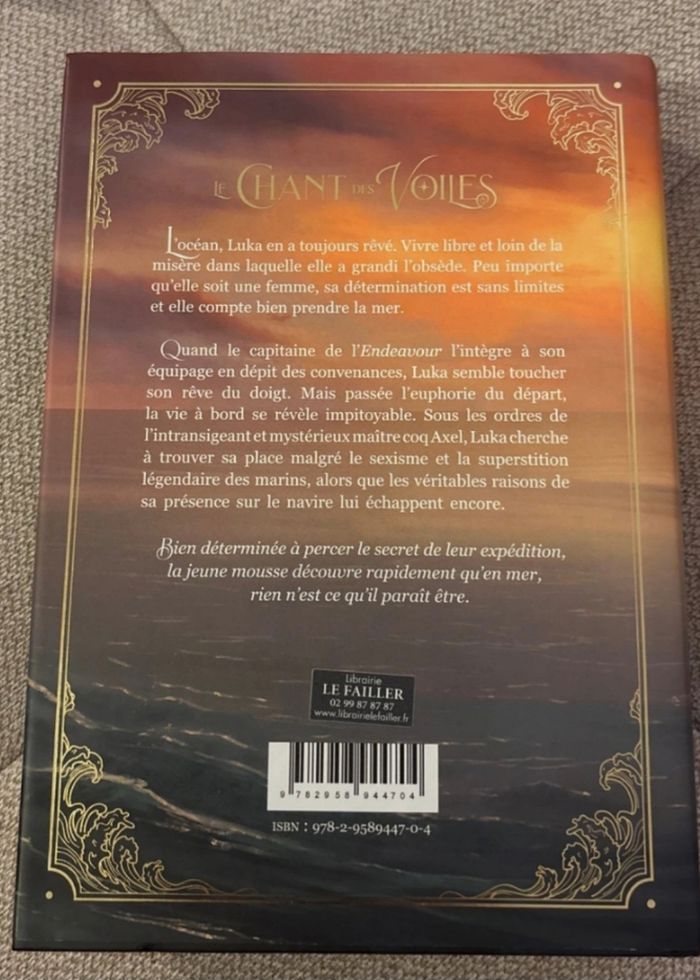 LE CHANT DES VOILES
L'océan, Luka en a toujours rêvé. Vivre libre et loin de la
misère dans laquelle elle a grandi l'obsède. Peu importe
qu'elle soit une femme, sa détermination est sans limites
et elle compte bien prendre la mer.
Quand le capitaine de l'Endeavour l'intègre à son
équipage en dépit des convenances, Luka semble toucher
son rêve du doigt. Mais passée l'euphorie du départ,
la vie à bord se révèle impitoyable. Sous les ordres de
l'intransigeant et mystérieux maître coq Axel, Luka cherche
à trouver sa place malgré le sexisme et la superstition
légendaire des marins, alors que les véritables raisons de
sa présence sur le navire lui échappent encore.
Bien déterminée à percer le secret de leur expédition,
la jeune mousse découvre rapidement qu'en mer,
rien n'est ce qu'il paraît être.
Librairie
LE FAILLER
02 99 87 87 87
www.librairielefailler.fr
9 782958 944704
ISBN : 978-2-9589447-0-4